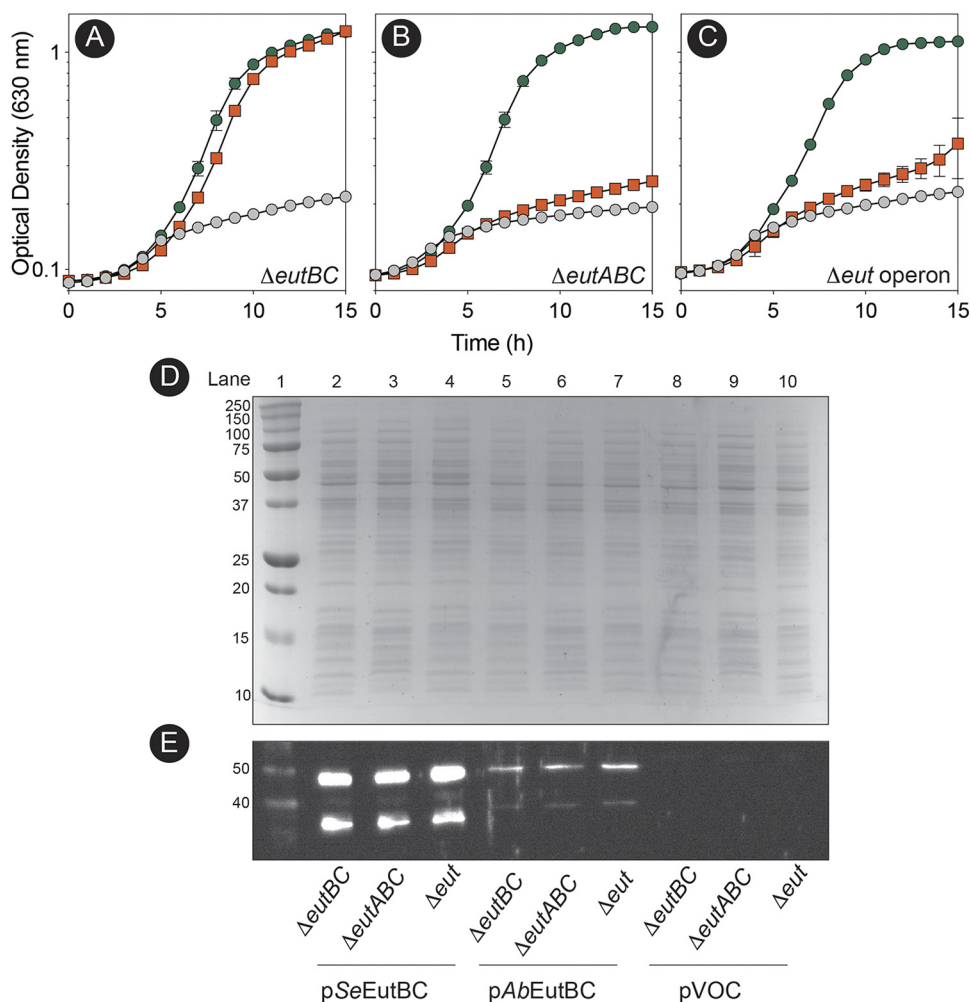 A
B
C
Optical Density (630 nm)
1
0.1
ΔeutBC
ΔeutABC
Δeut operon
0 5 10 15 0 5 10 15 0 5 10 15
Time (h)
D
Lane 1 2 3 4 5 6 7 8 9 10
250
150
100
75
50
37
25
20
15
10
E
50
40
ΔeutBC ΔeutABC Δeut ΔeutBC ΔeutABC Δeut ΔeutBC ΔeutABC Δeut
pSeEutBC pAbEutBC pVOC